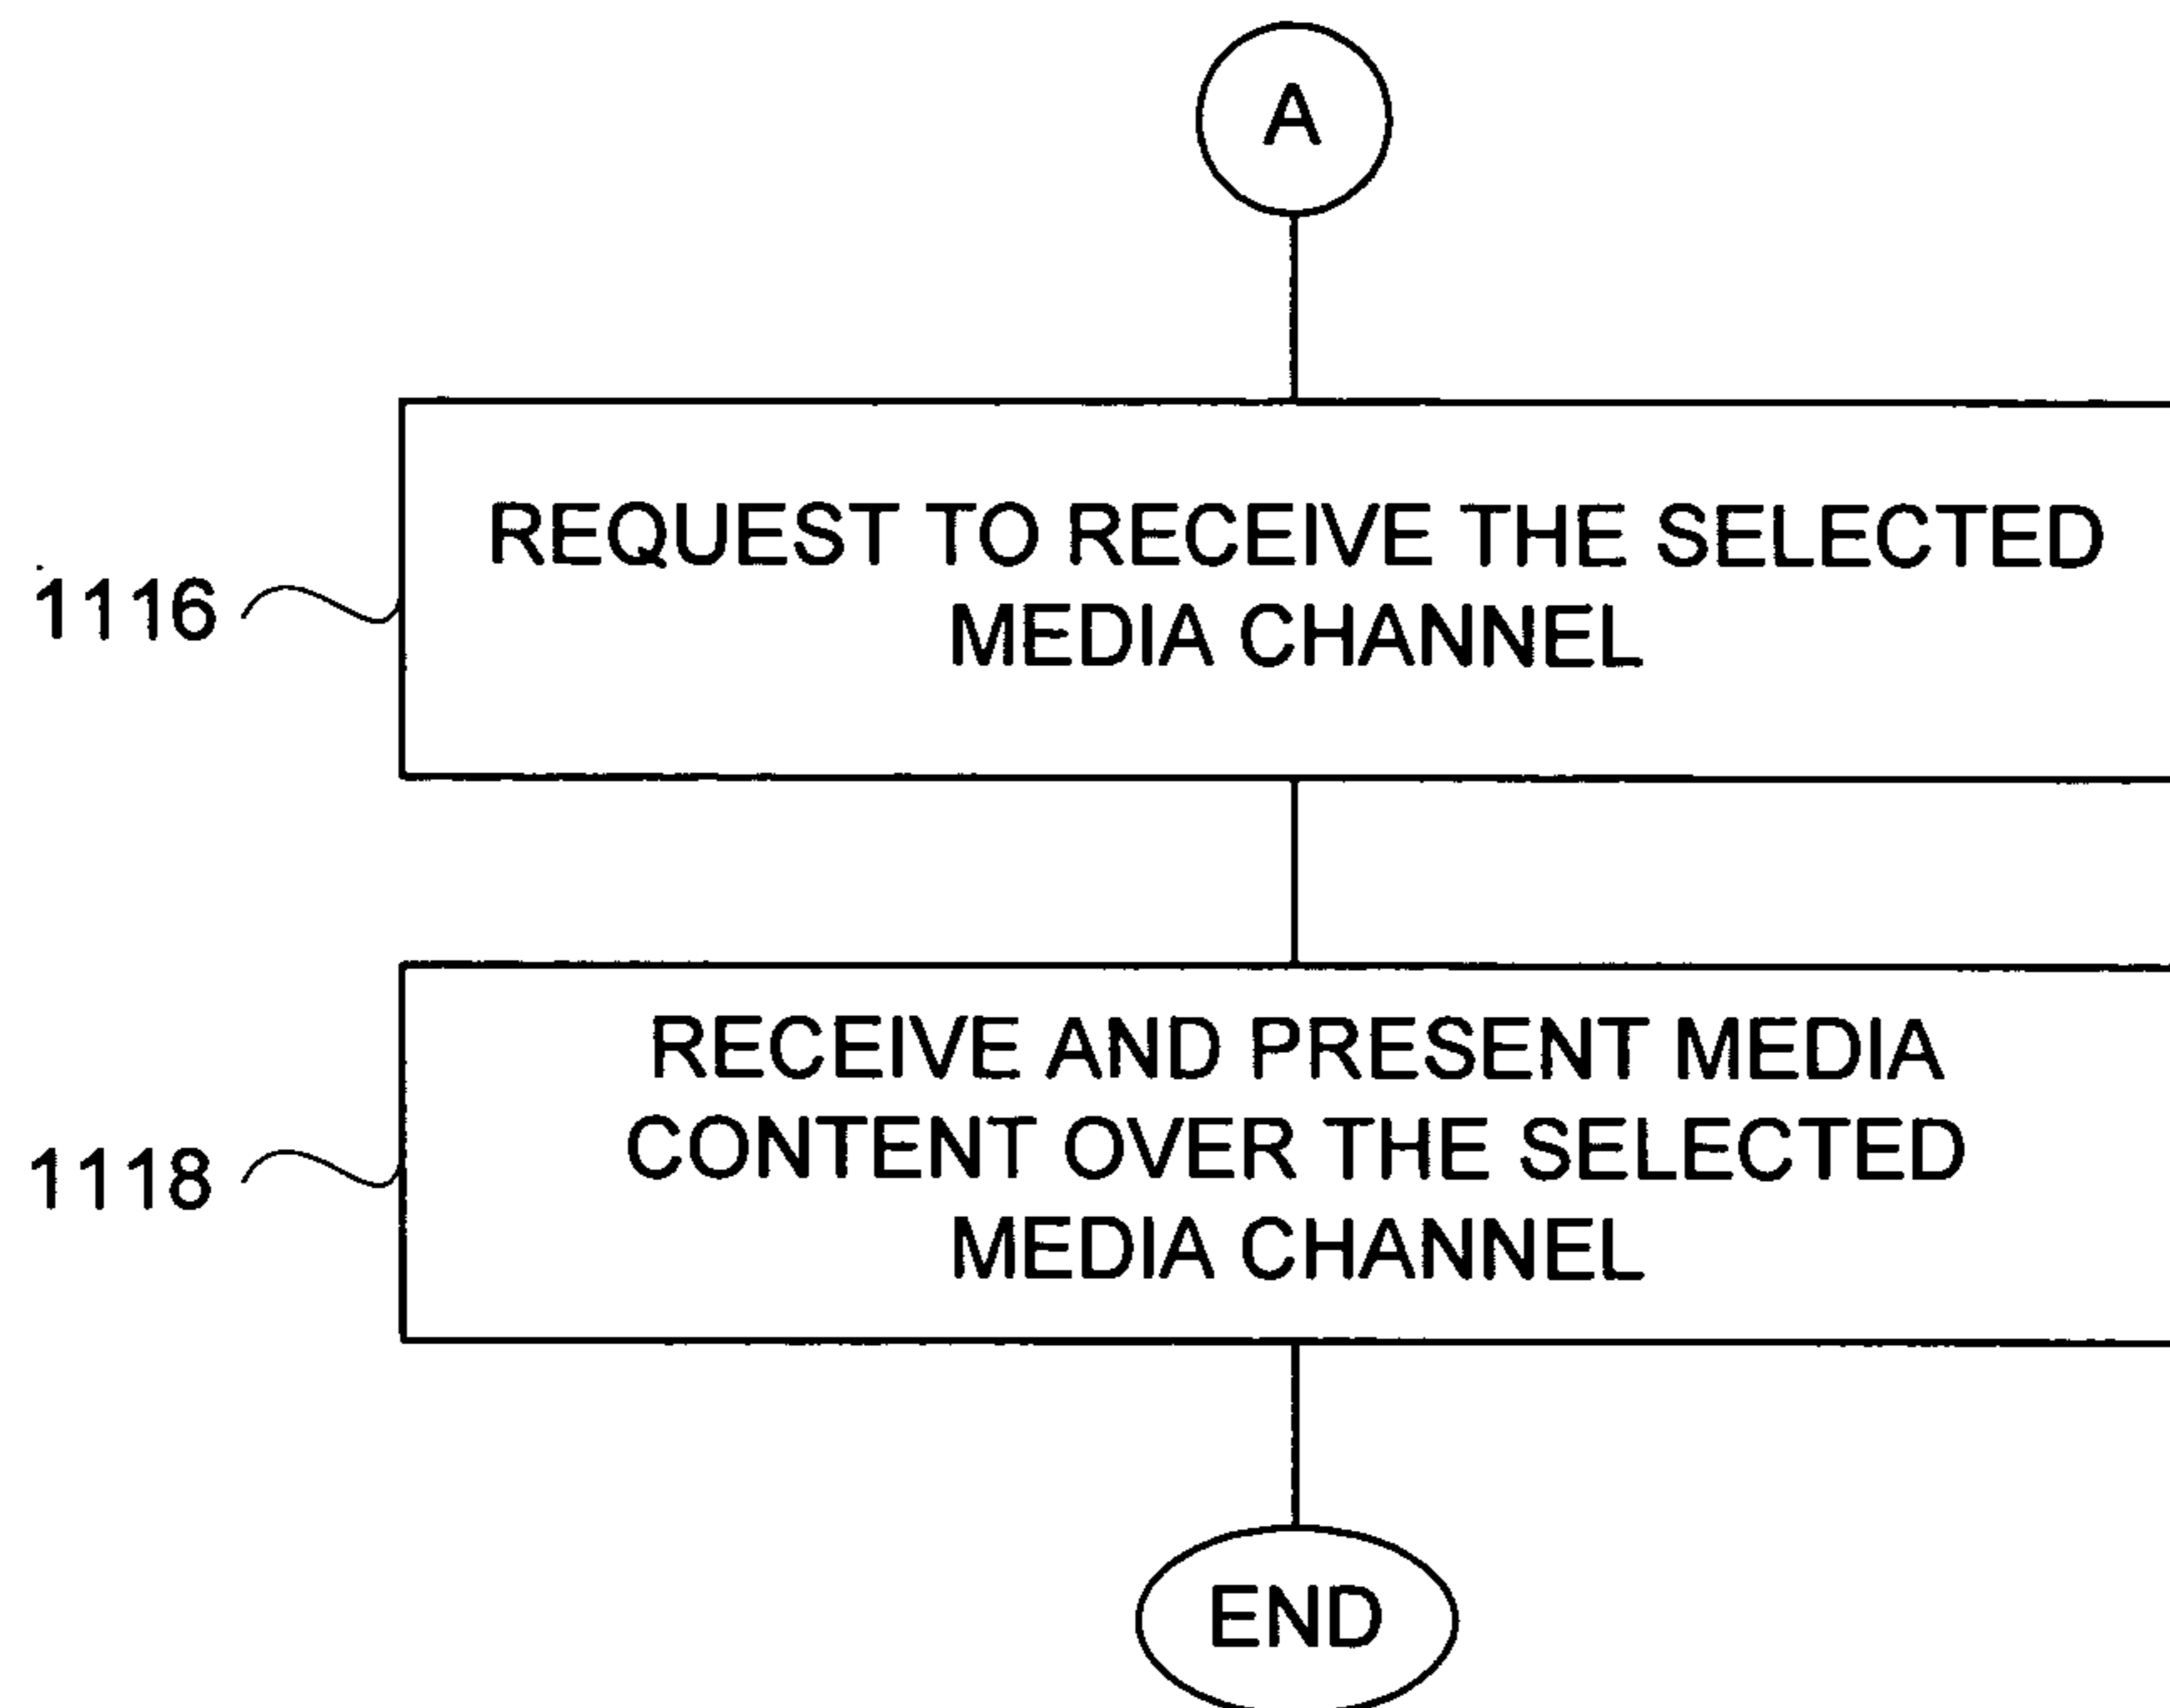 A
REQUEST TO RECEIVE THE SELECTED
MEDIA CHANNEL
1116
RECEIVE AND PRESENT MEDIA
CONTENT OVER THE SELECTED
MEDIA CHANNEL
1118
END